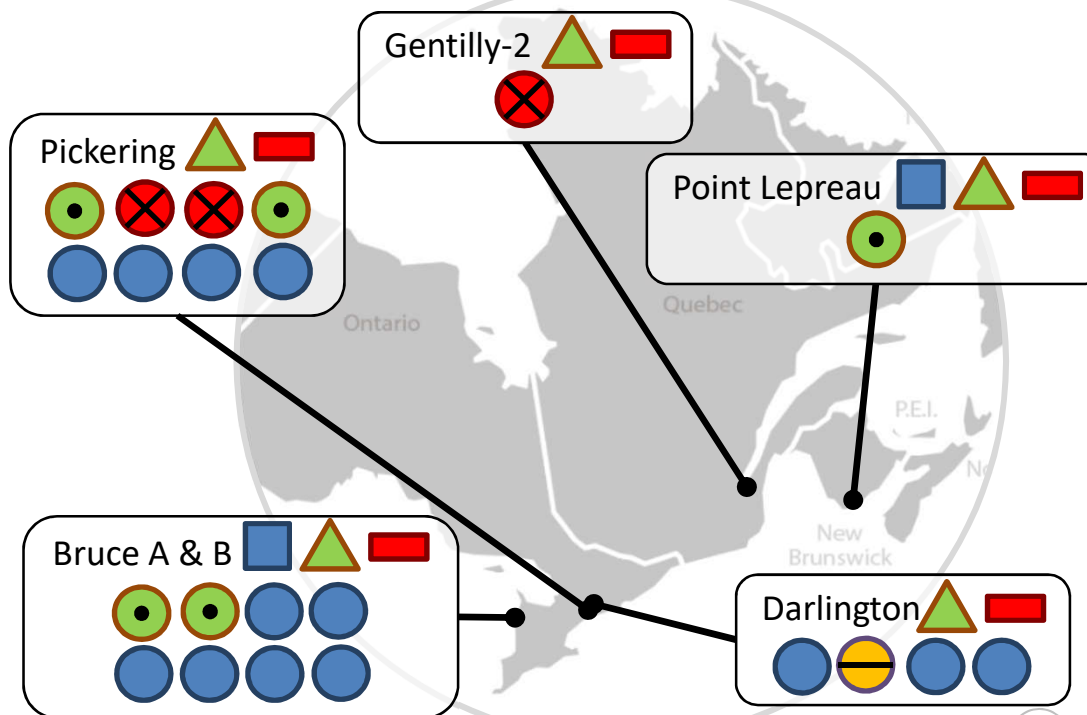 Gentilly-2
Pickering
Point Lepreau
Ontario
Quebec
P.E.I.
New
Brunswick
Bruce A & B
Darlington